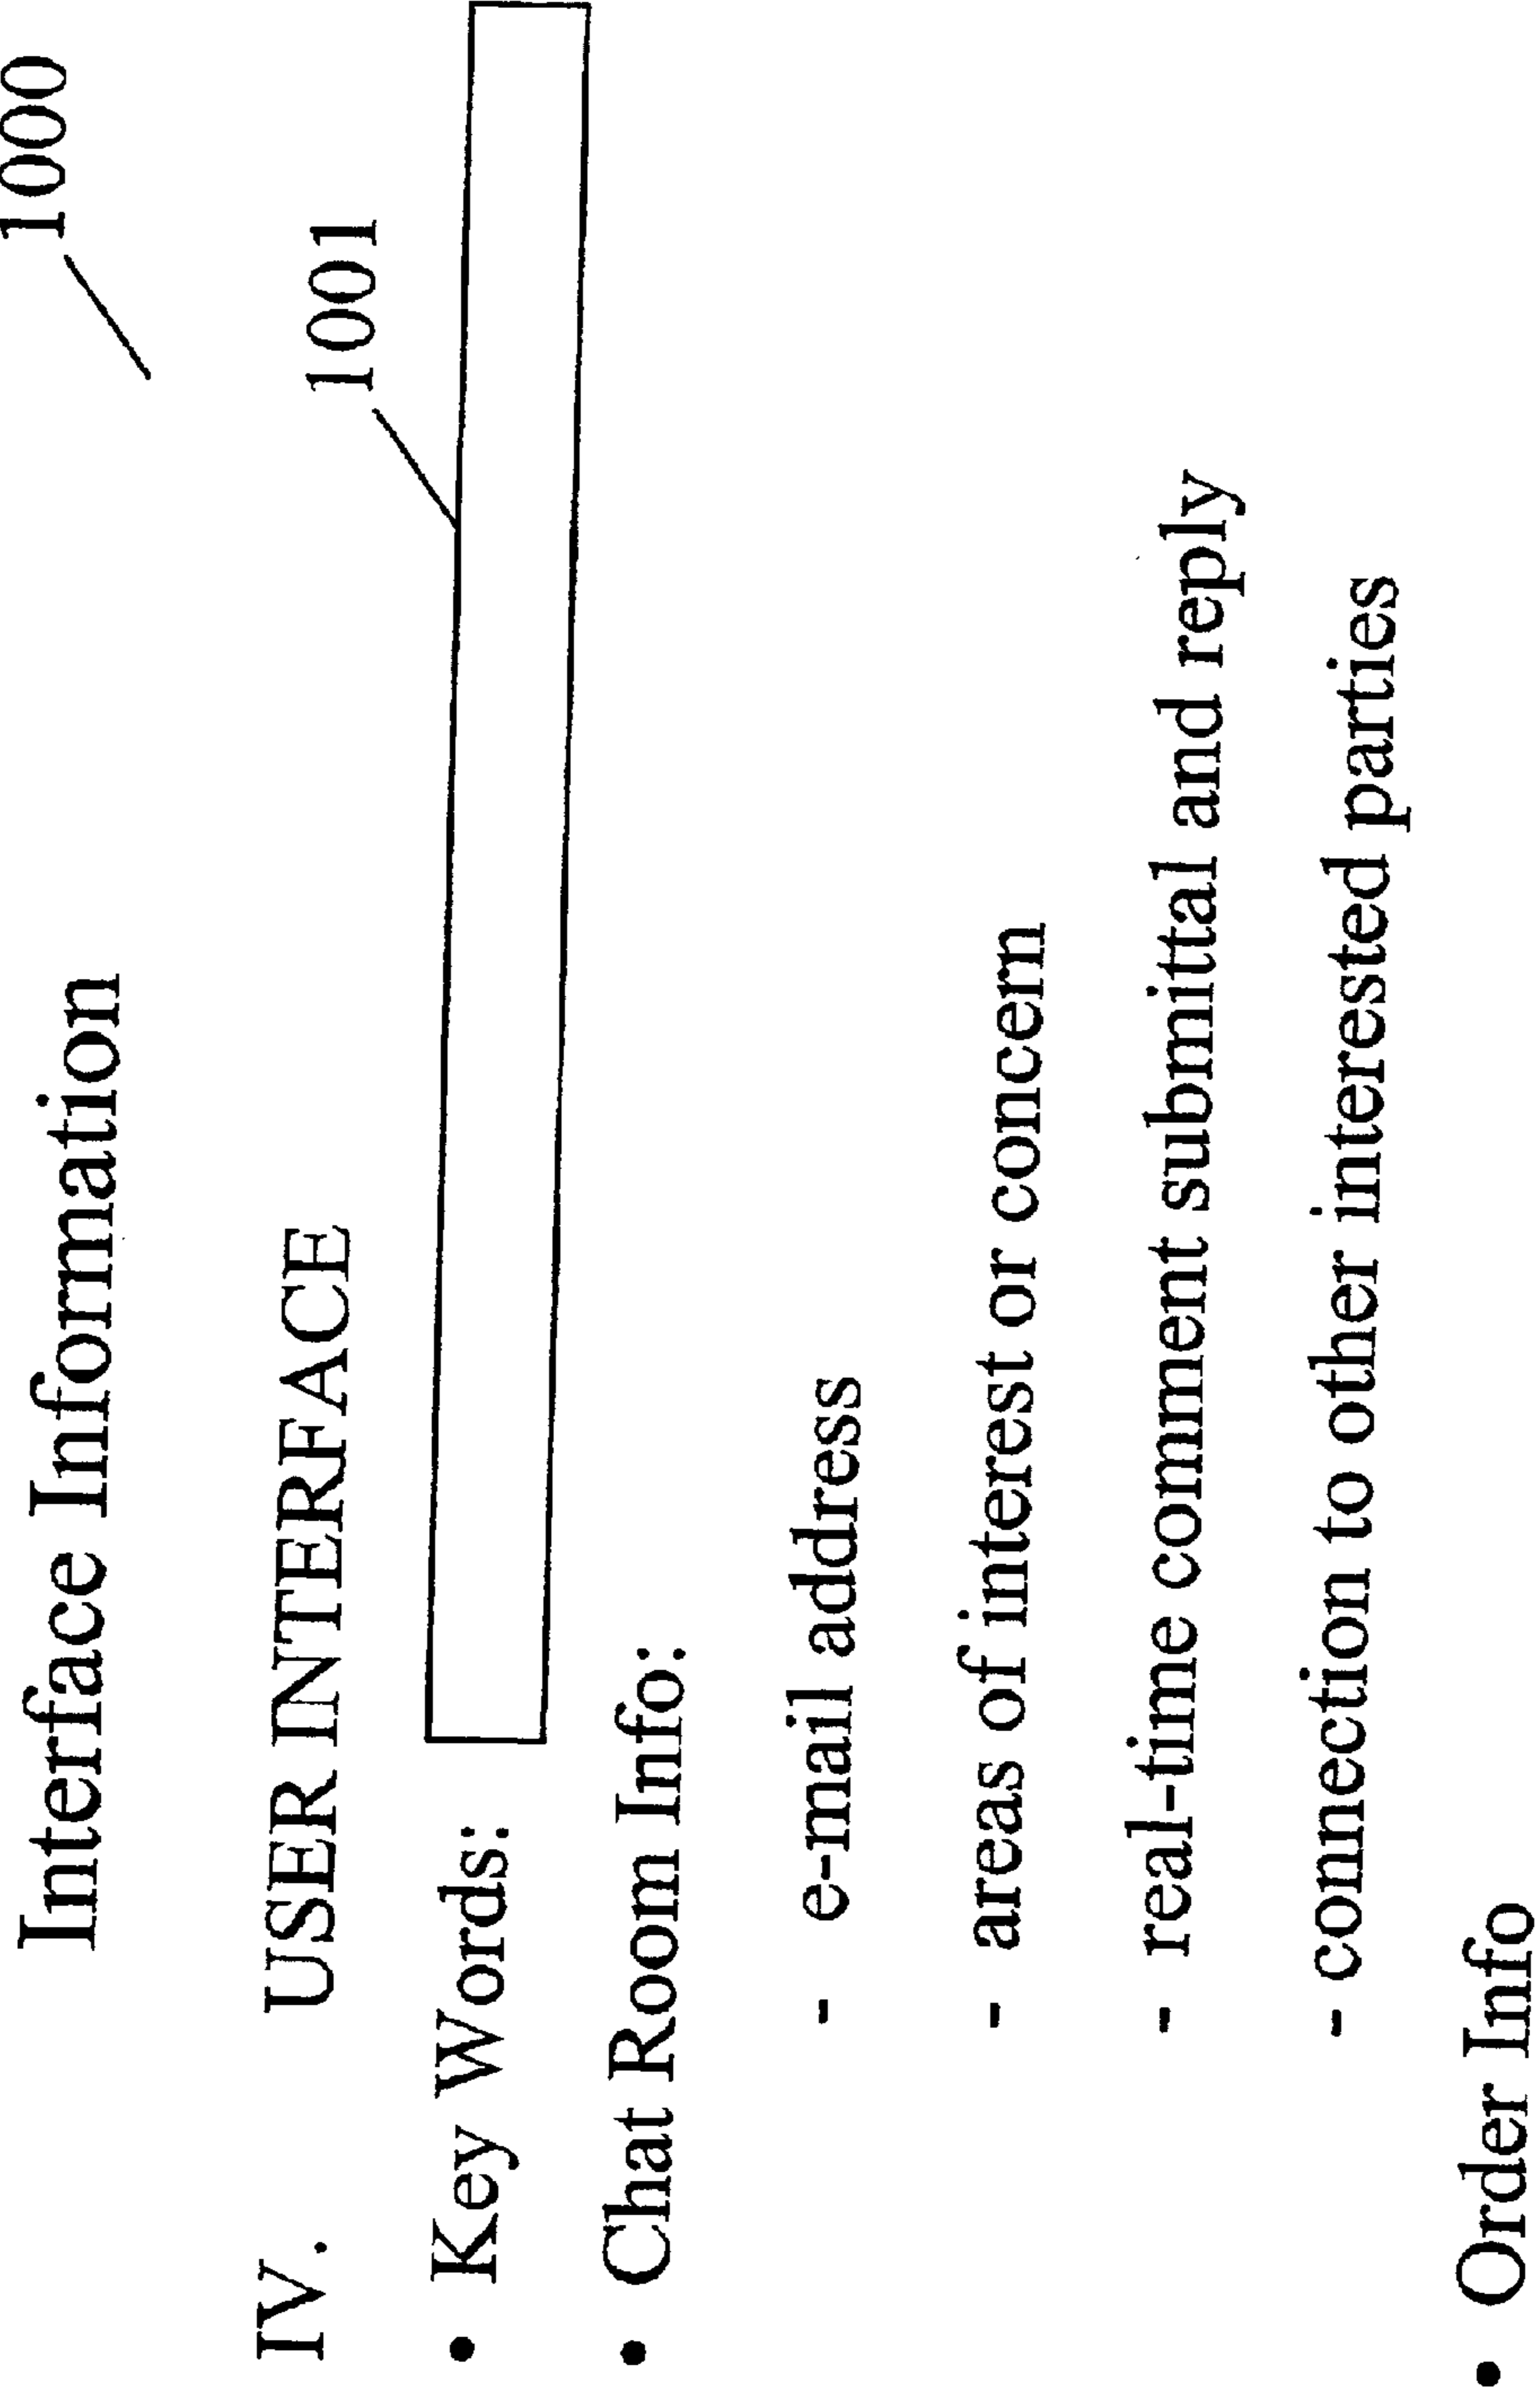 1000
Interface Information
1001
IV. USER INTERFACE
• Key Words:
• Chat Room Info:
- e-mail address
- areas of interest or concern
- real-time comment submittal and reply
- connection to other interested parties
• Order Info